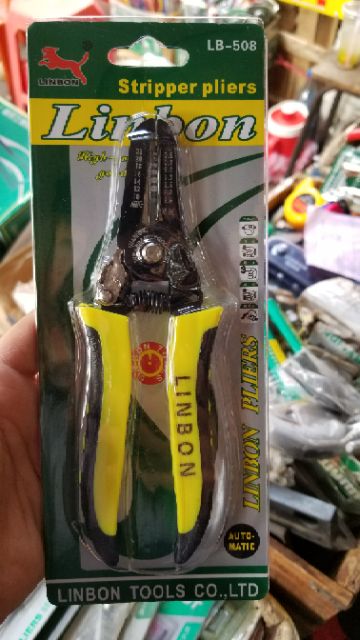 LB-508
LINBON
Stripper pliers
Linbon
LINBON
LINBON PLIERS
AUTO-
MATIC
LINBON TOOLS CO.,LTD